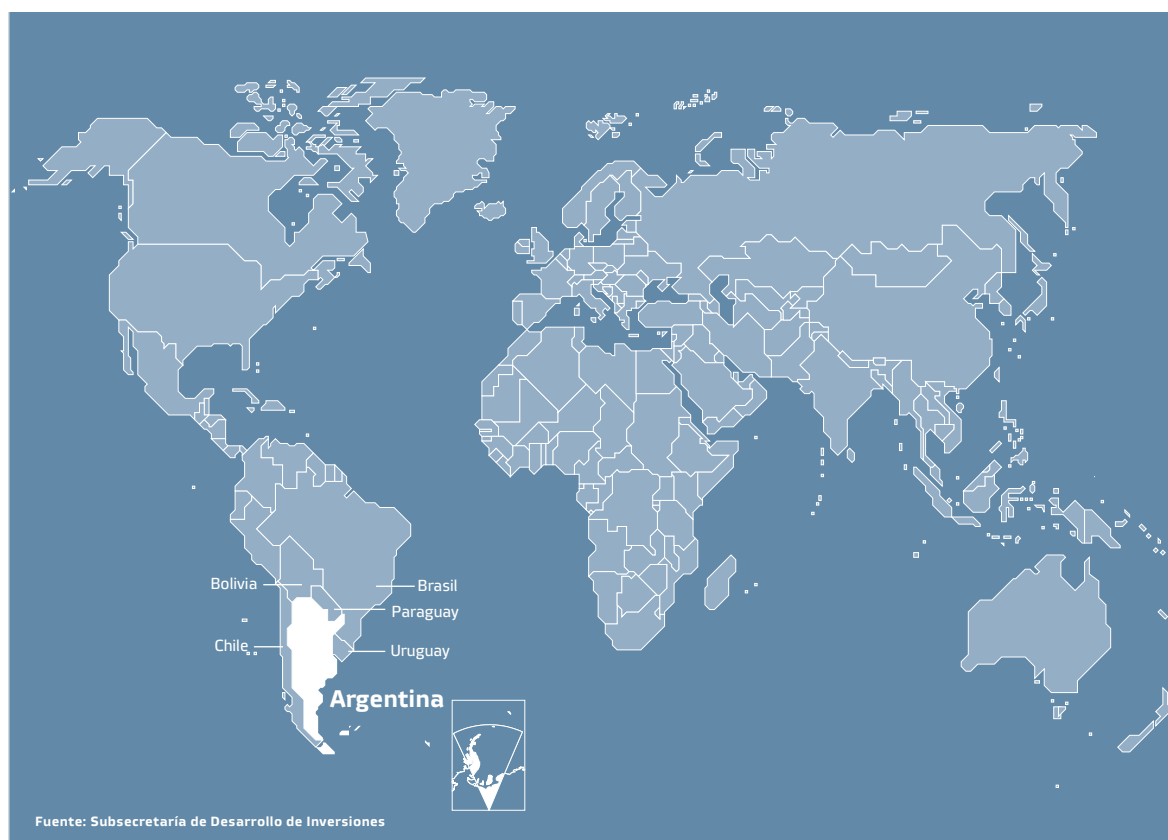 Bolivia
Brasil
Paraguay
Chile
Uruguay
Argentina
Fuente: Subsecretaría de Desarrollo de Inversiones